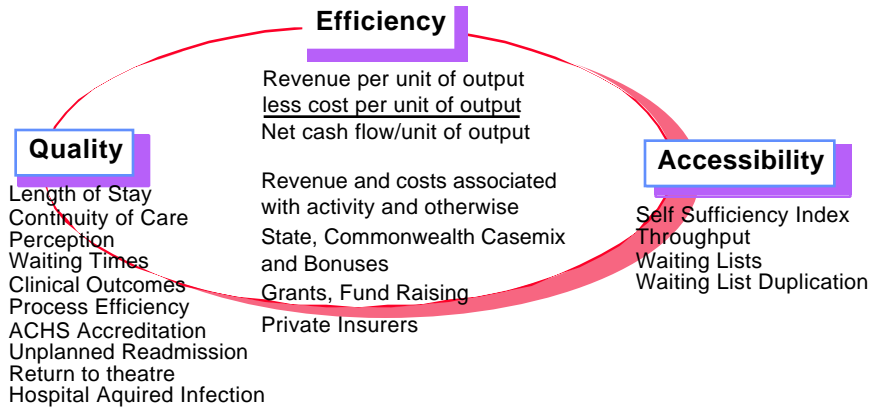 Efficiency
Revenue per unit of output
less cost per unit of output
Net cash flow/unit of output
Revenue and costs associated
with activity and otherwise
State, Commonwealth Casemix
and Bonuses
Grants, Fund Raising
Private Insurers
Quality
Length of Stay
Continuity of Care
Perception
Waiting Times
Clinical Outcomes
Process Efficiency
ACHS Accreditation
Unplanned Readmission
Return to theatre
Hospital Aquired Infection
Accessibility
Self Sufficiency Index
Throughput
Waiting Lists
Waiting List Duplication